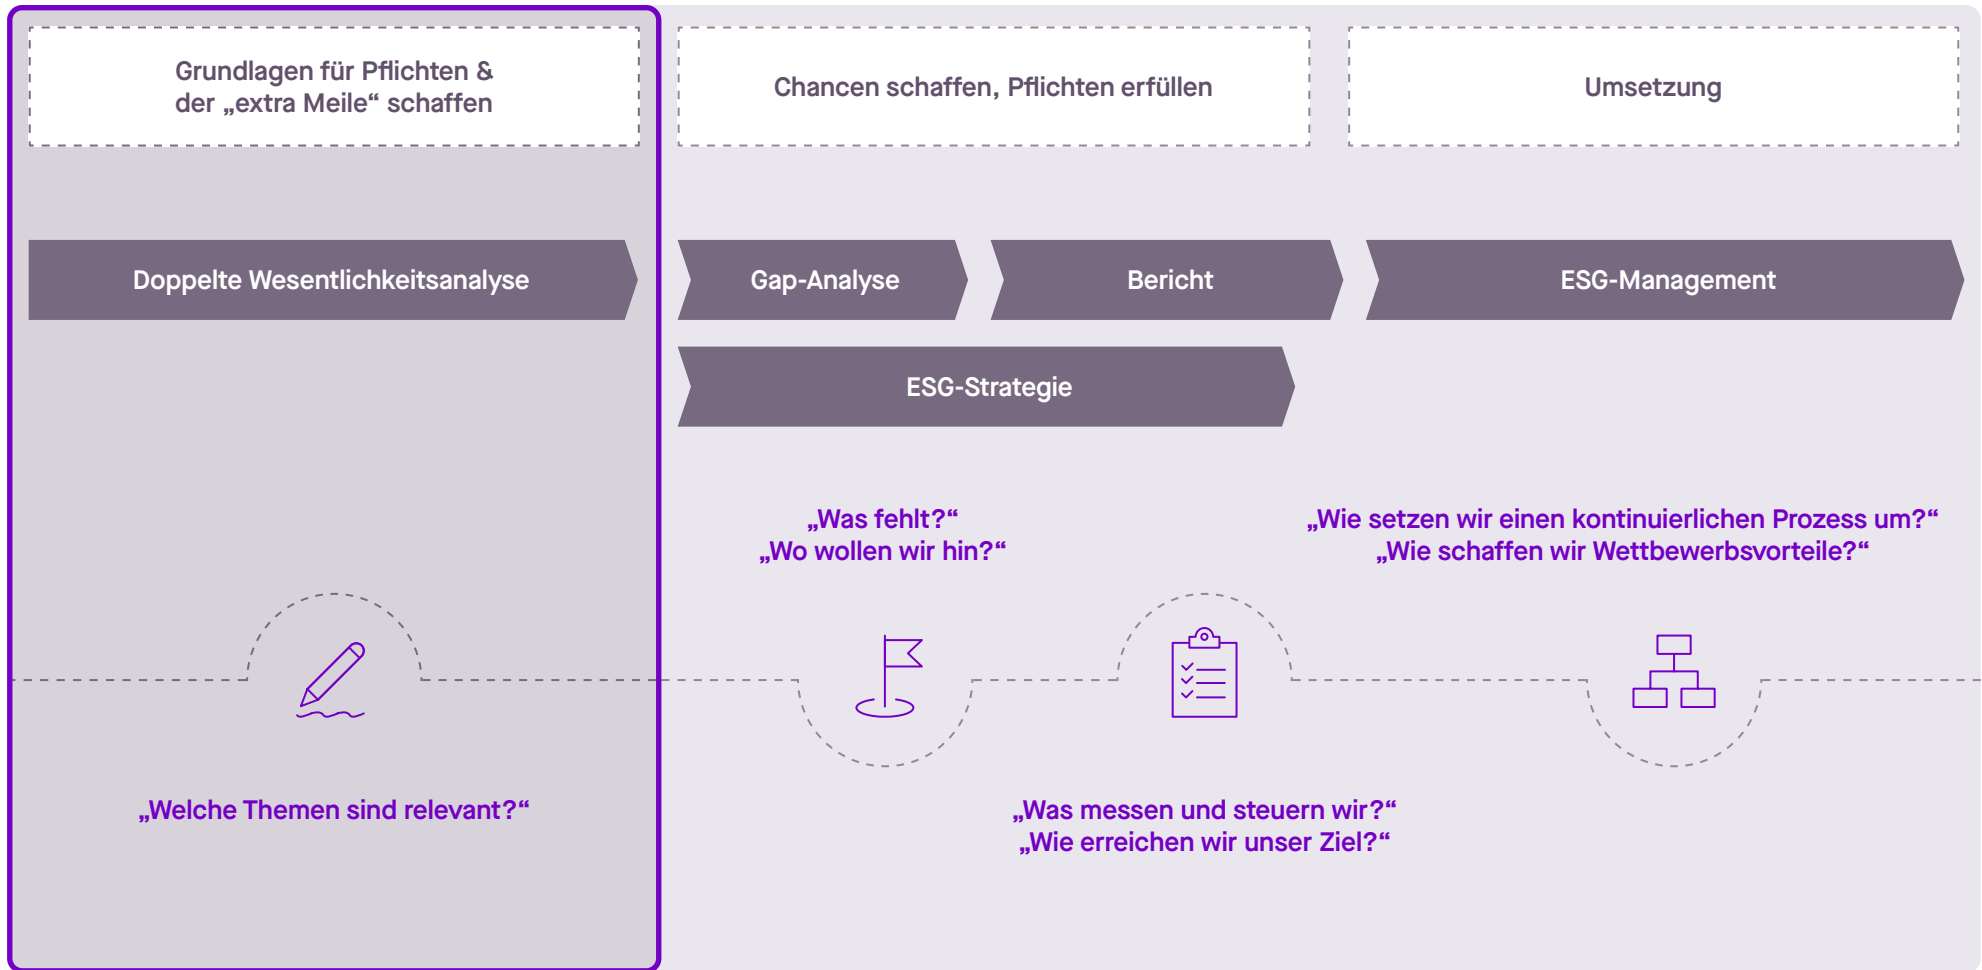 Grundlagen für Pflichten &
der „extra Meile“ schaffen
Chancen schaffen, Pflichten erfüllen
Umsetzung
Doppelte Wesentlichkeitsanalyse
Gap-Analyse
Bericht
ESG-Management
ESG-Strategie
„Was fehlt?“
„Wo wollen wir hin?“
„Wie setzen wir einen kontinuierlichen Prozess um?“
„Wie schaffen wir Wettbewerbsvorteile?“
„Welche Themen sind relevant?“
„Was messen und steuern wir?“
„Wie erreichen wir unser Ziel?“